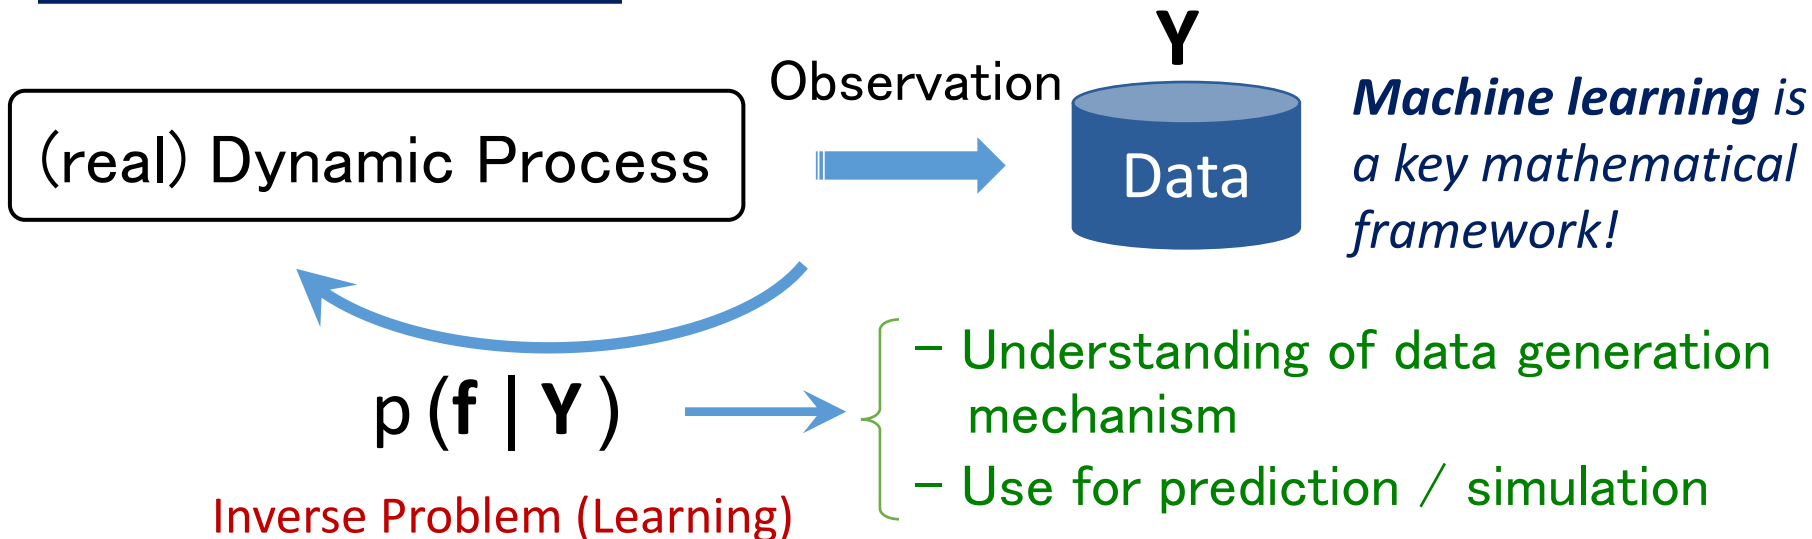 Y
Observation
(real) Dynamic Process
Data
Machine learning is
a key mathematical
framework!
p (f | Y)
Inverse Problem (Learning)
− Understanding of data generation
mechanism
− Use for prediction / simulation